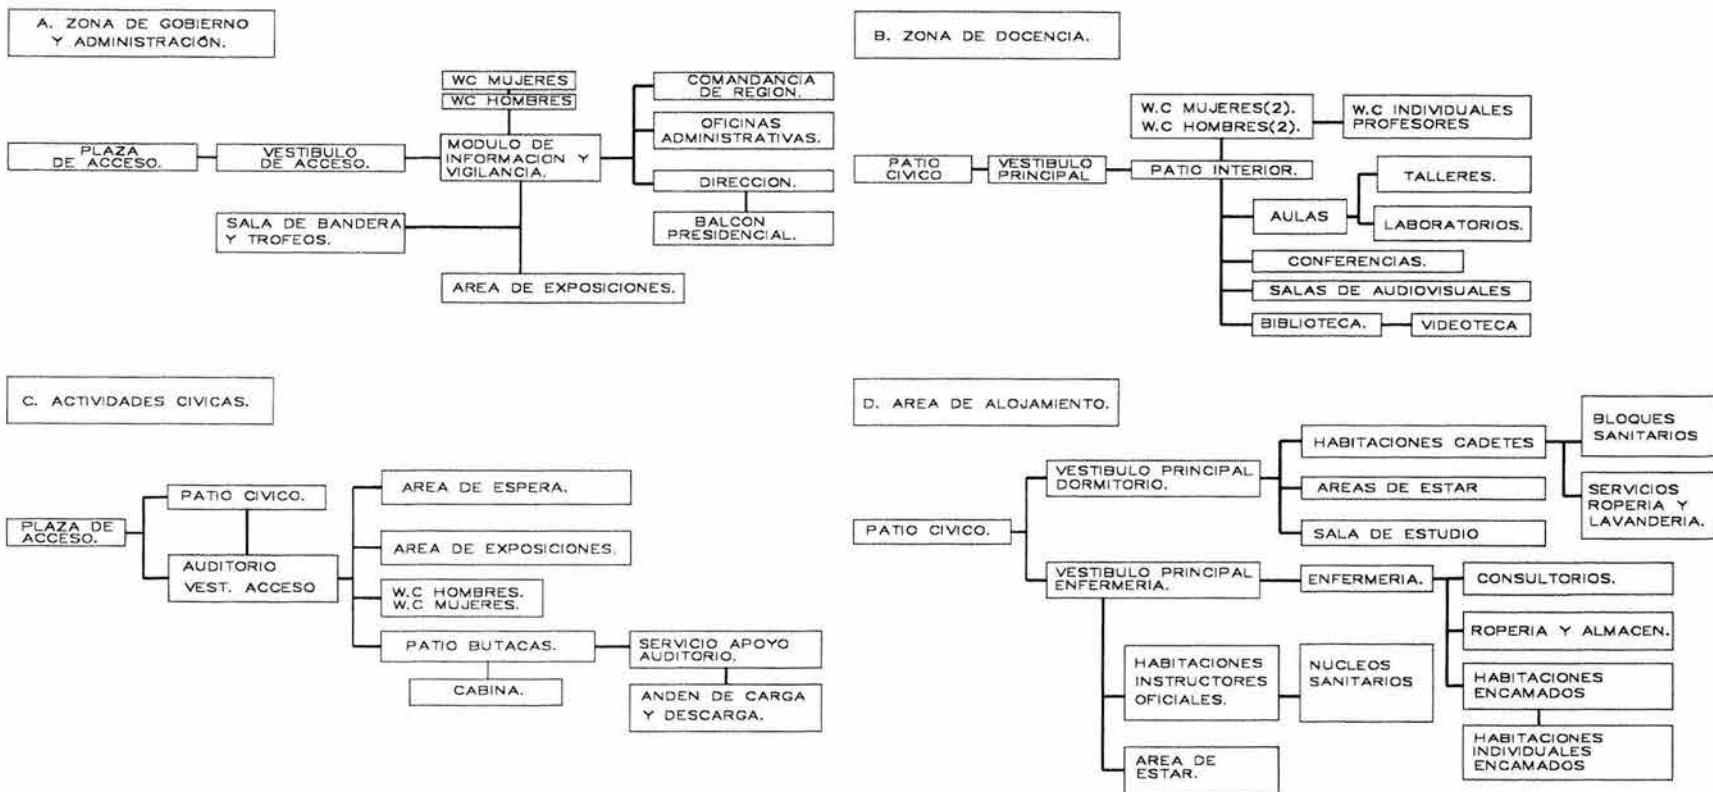 A. ZONA DE GOBIERNO
Y ADMINISTRACIÓN.
WC MUJERES
WC HOMBRES
COMANDANCIA
DE REGION.
OFICINAS
ADMINISTRATIVAS.
PLAZA
DE ACCESO.
VESTIBULO
DE ACCESO.
MODULO DE
INFORMACION Y
VIGILANCIA.
DIRECCION.
BALCON
PRESIDENCIAL.
SALA DE BANDERA
Y TROFEOS.
AREA DE EXPOSICIONES.
B. ZONA DE DOCENCIA.
W.C MUJERES(2).
W.C HOMBRES(2).
W.C INDIVIDUALES
PROFESORES
PATIO
CIVICO
VESTIBULO
PRINCIPAL
PATIO INTERIOR.
TALLERES.
AULAS
LABORATORIOS.
CONFERENCIAS.
SALAS DE AUDIOVISUALES
BIBLIOTECA.
VIDEOTECA
C. ACTIVIDADES CIVICAS.
PATIO CIVICO.
PLAZA DE
ACCESO.
AUDITORIO
VEST. ACCESO
AREA DE ESPERA.
AREA DE EXPOSICIONES.
W.C HOMBRES.
W.C MUJERES.
PATIO BUTACAS.
CABINA.
SERVICIO APOYO
AUDITORIO.
ANDEN DE CARGA
Y DESCARGA.
D. AREA DE ALOJAMIENTO.
PATIO CIVICO.
VESTIBULO PRINCIPAL
DORMITORIO.
HABITACIONES CADETES
BLOQUES
SANITARIOS
SERVICIOS
ROPERIA Y
LAVANDERIA.
AREAS DE ESTAR
SALA DE ESTUDIO
VESTIBULO PRINCIPAL
ENFERMERIA.
ENFERMERIA.
CONSULTORIOS.
ROPERIA Y ALMACEN.
HABITACIONES
ENCAMADOS
HABITACIONES
INDIVIDUALES
ENCAMADOS
HABITACIONES
INSTRUCTORES
OFICIALES.
NUCLEOS
SANITARIOS
AREA DE
ESTAR.